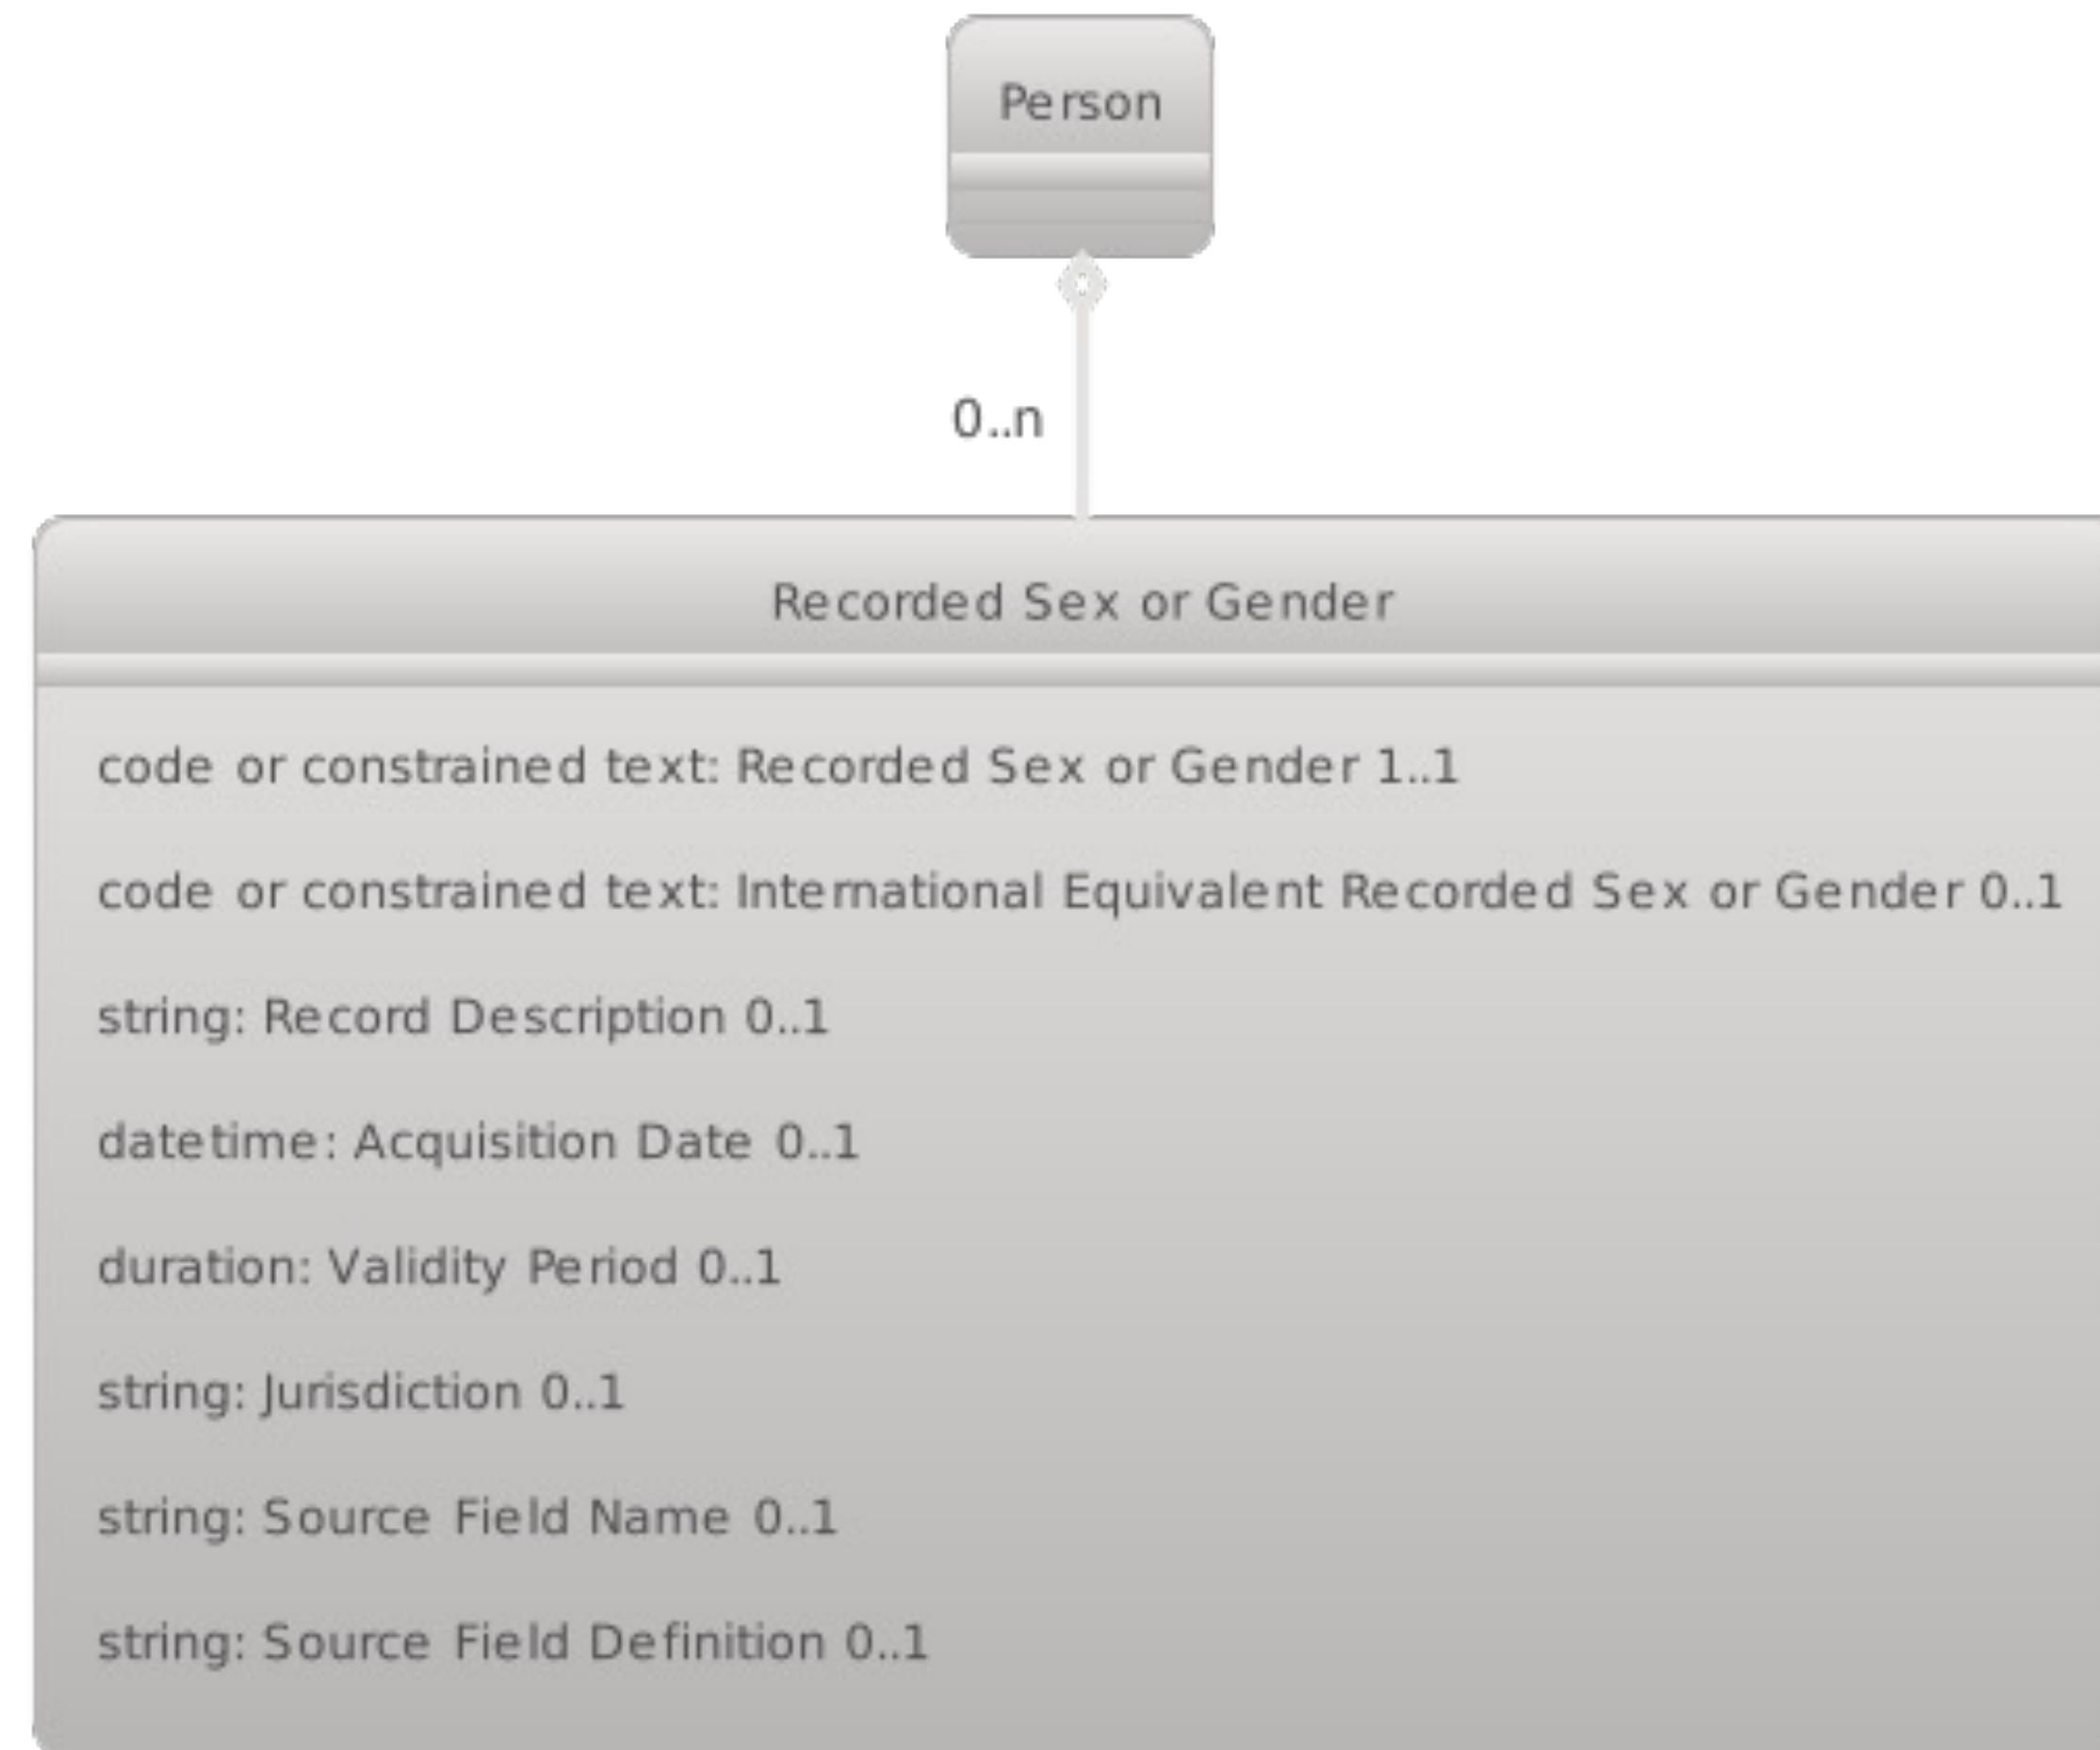 Person
0..n
Recorded Sex or Gender
code or constrained text: Recorded Sex or Gender 1..1
code or constrained text: International Equivalent Recorded Sex or Gender 0..1
string: Record Description 0..1
datetime: Acquisition Date 0..1
duration: Validity Period 0..1
string: Jurisdiction 0..1
string: Source Field Name 0..1
string: Source Field Definition 0..1